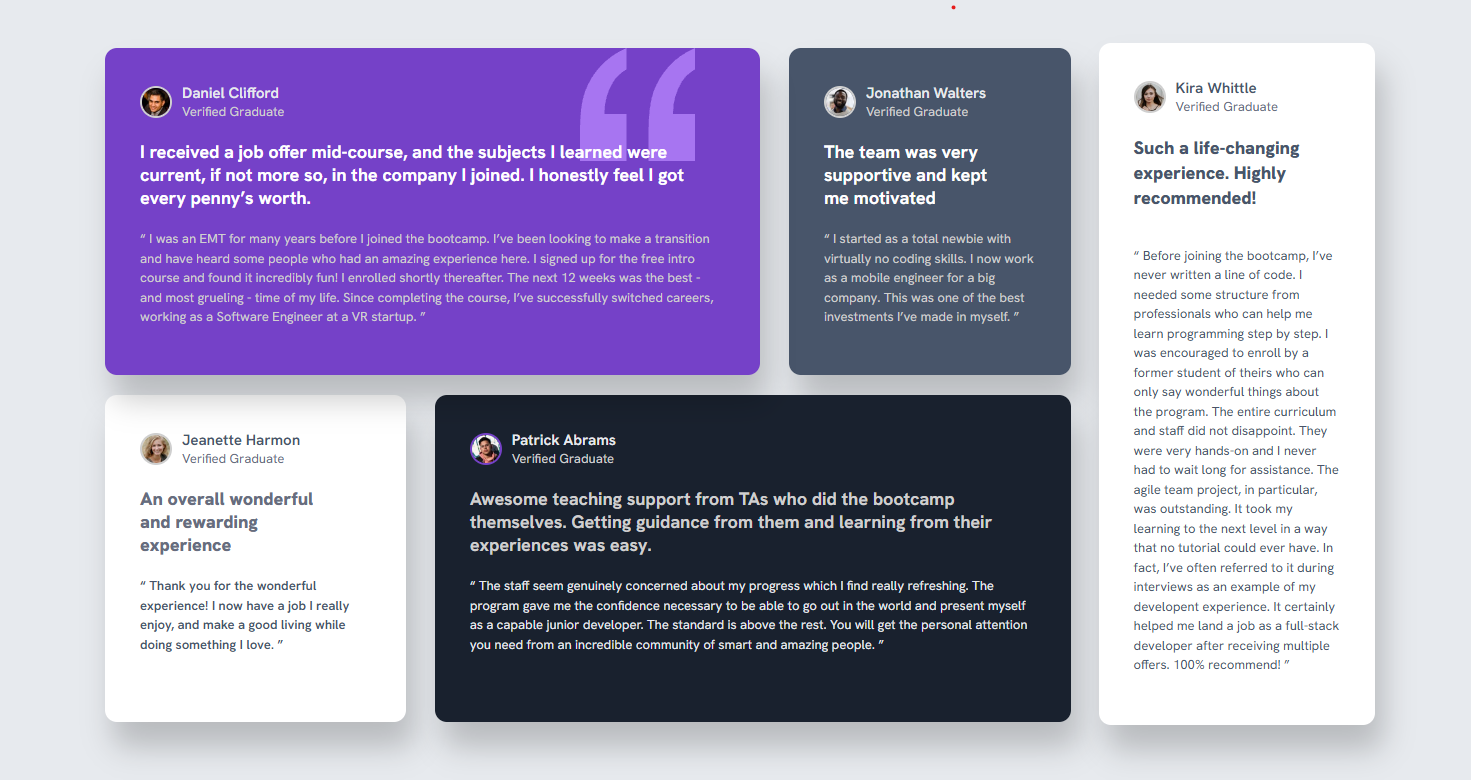 Daniel Clifford
Verified Graduate
I received a job offer mid-course, and the subjects I learned were
current, if not more so, in the company I joined. I honestly feel I got
every penny’s worth.
“ I was an EMT for many years before I joined the bootcamp. I’ve been looking to make a transition
and have heard some people who had an amazing experience here. I signed up for the free intro
course and found it incredibly fun! I enrolled shortly thereafter. The next 12 weeks was the best -
and most grueling - time of my life. Since completing the course, I’ve successfully switched careers,
working as a Software Engineer at a VR startup. ”
Jonathan Walters
Verified Graduate
The team was very
supportive and kept
me motivated
“ I started as a total newbie with
virtually no coding skills. I now work
as a mobile engineer for a big
company. This was one of the best
investments I’ve made in myself. ”
Kira Whittle
Verified Graduate
Such a life-changing
experience. Highly
recommended!
“ Before joining the bootcamp, I’ve
never written a line of code. I
needed some structure from
professionals who can help me
learn programming step by step. I
was encouraged to enroll by a
former student of theirs who can
only say wonderful things about
the program. The entire curriculum
and staff did not disappoint. They
were very hands-on and I never
had to wait long for assistance. The
agile team project, in particular,
was outstanding. It took my
learning to the next level in a way
that no tutorial could ever have. In
fact, I’ve often referred to it during
interviews as an example of my
developent experience. It certainly
helped me land a job as a full-stack
developer after receiving multiple
offers. 100% recommend! ”
Jeanette Harmon
Verified Graduate
An overall wonderful
and rewarding
experience
“ Thank you for the wonderful
experience! I now have a job I really
enjoy, and make a good living while
doing something I love. ”
Patrick Abrams
Verified Graduate
Awesome teaching support from TAs who did the bootcamp
themselves. Getting guidance from them and learning from their
experiences was easy.
“ The staff seem genuinely concerned about my progress which I find really refreshing. The
program gave me the confidence necessary to be able to go out in the world and present myself
as a capable junior developer. The standard is above the rest. You will get the personal attention
you need from an incredible community of smart and amazing people. ”